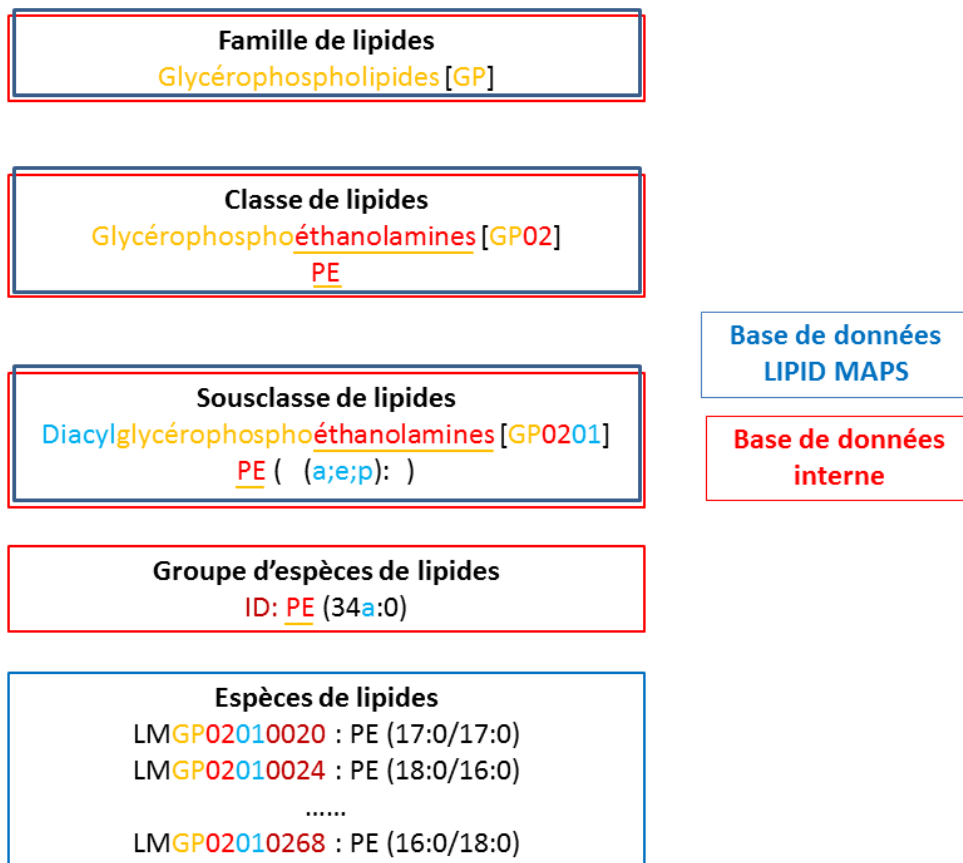 Famille de lipides
Glycérophospholipides [GP]
Classe de lipides
Glycérophosphoéthanolamines [GP02]
PE
Sousclasse de lipides
Diacylglycérophosphoéthanolamines [GP0201]
PE (   (a;e;p):  )
Groupe d’espèces de lipides
ID: PE (34a:0)
Espèces de lipides
LMGP02010020 : PE (17:0/17:0)
LMGP02010024 : PE (18:0/16:0)
......
LMGP02010268 : PE (16:0/18:0)
Base de données
LIPID MAPS
Base de données
interne